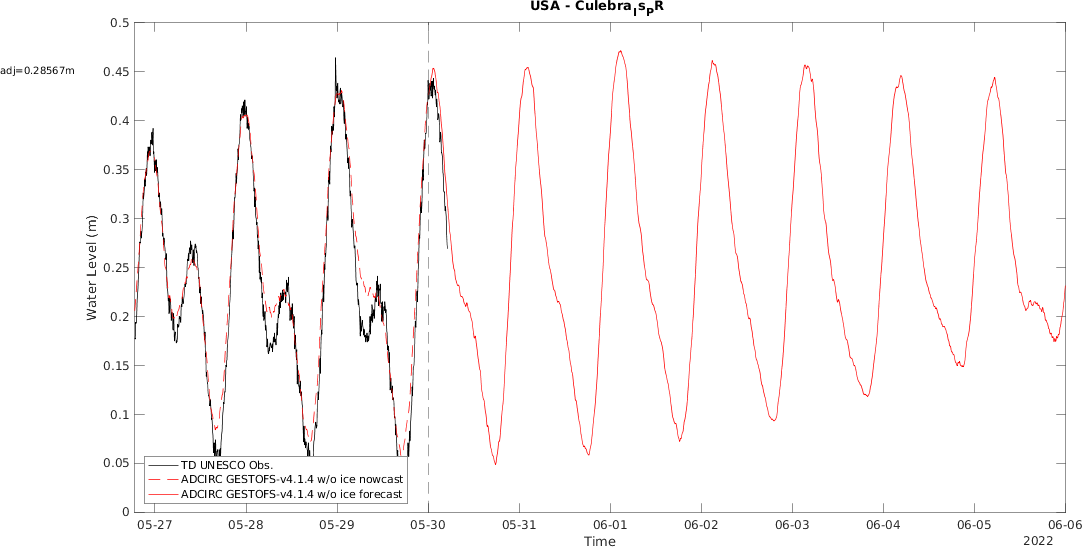 USA - Culebra_Is_PR
adj=0.28567m
0.5
0.45
0.4
0.35
0.3
0.25
0.2
0.15
0.1
0.05
0
Water Level (m)
TD UNESCO Obs.
ADCIRC GESTOFS-v4.1.4 w/o ice nowcast
ADCIRC GESTOFS-v4.1.4 w/o ice forecast
05-27 05-28 05-29 05-30 05-31 06-01 06-02 06-03 06-04 06-05 06-06
Time
2022